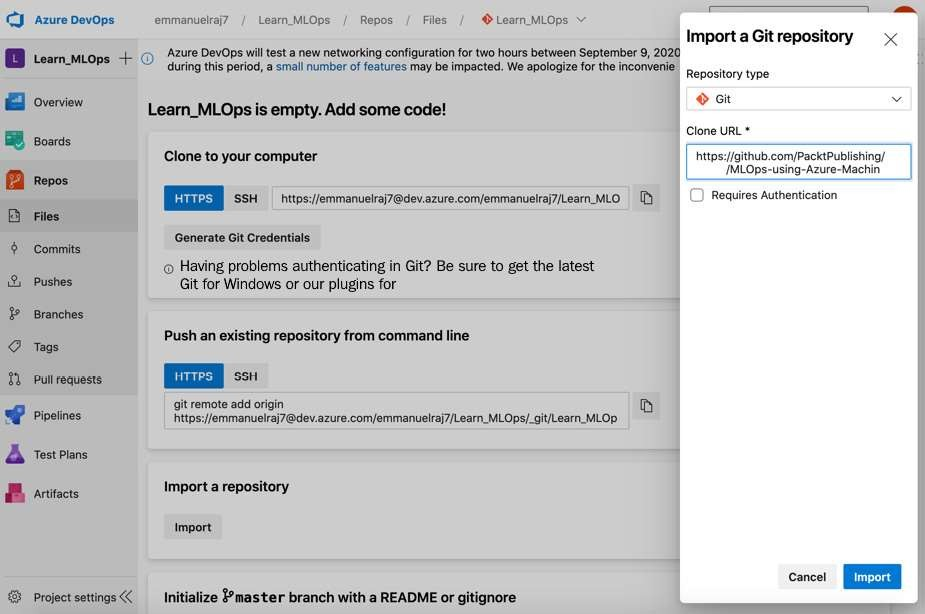 Azure DevOps
emmanuelraj7 / Learn_MLOps / Repos / Files / Learn_MLOps
L Learn_MLOps
Overview
Boards
Repos
Files
Commits
Pushes
Branches
Tags
Pull requests
Pipelines
Test Plans
Artifacts
Project settings
Azure DevOps will test a new networking configuration for two hours between September 9, 2020
during this period, a small number of features may be impacted. We apologize for the inconvenie
Learn_MLOps is empty. Add some code!
Clone to your computer
HTTPS SSH https://emmanuelraj7@dev.azure.com/emmanuelraj7/Learn_MLO
Generate Git Credentials
Having problems authenticating in Git? Be sure to get the latest
Git for Windows or our plugins for
Push an existing repository from command line
HTTPS SSH
git remote add origin
https://emmanuelraj7@dev.azure.com/emmanuelraj7/Learn_MLOps/_git/Learn_MLOp
Import a repository
Import
Initialize master branch with a README or gitignore
Import a Git repository
Repository type
Git
Clone URL *
https://github.com/PacktPublishing/
/MLOps-using-Azure-Machin
Requires Authentication
Cancel Import